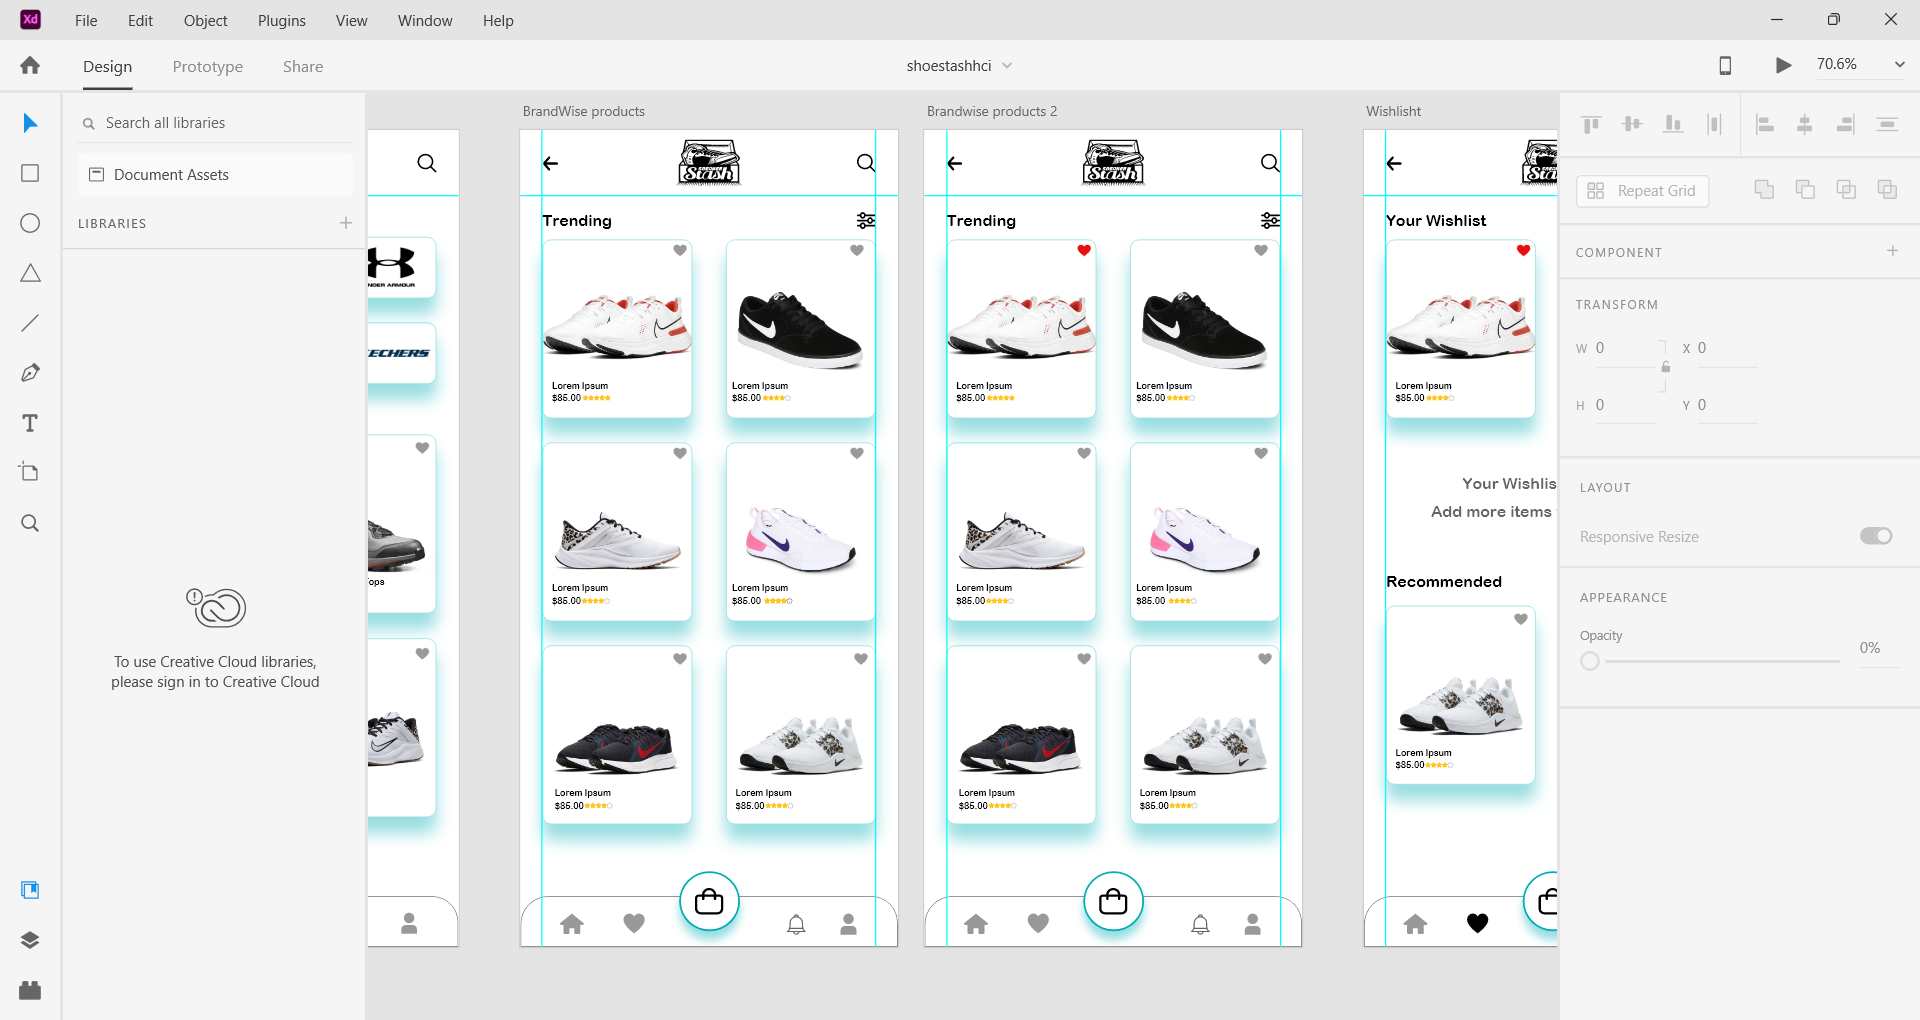 Xd File Edit Object Plugins View Window Help
Design Prototype Share
shoestashhci
70.6%
Search all libraries
Document Assets
LIBRARIES
To use Creative Cloud libraries,
please sign in to Creative Cloud
NDER ARMOUR
ECHERS
ops
BrandWise products
Stash
Trending
Lorem Ipsum
$85.00
Lorem Ipsum
$85.00
Lorem Ipsum
$85.00
Lorem Ipsum
$85.00
Lorem Ipsum
$85.00
Lorem Ipsum
$85.00
Brandwise products 2
Stash
Trending
Lorem Ipsum
$85.00
Lorem Ipsum
$85.00
Lorem Ipsum
$85.00
Lorem Ipsum
$85.00
Lorem Ipsum
$85.00
Lorem Ipsum
$85.00
Wishlisht
Your Wishlist
Lorem Ipsum
$85.00
Your Wishlis
Add more items
Recommended
Lorem Ipsum
$85.00
Repeat Grid
COMPONENT
TRANSFORM
W 0 X 0
H 0 Y 0
LAYOUT
Responsive Resize
APPEARANCE
Opacity
0%